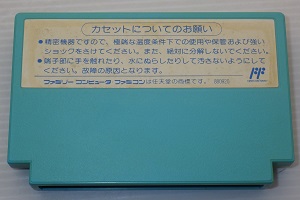 カセットについてのお願い
●精密機器ですので、極端な温度条件下での使用や保管および強い
ショックをさけてください。また、絶対に分解しないでください。
●端子部に手を触れたり、水にぬらしたりして汚さないようにして
ください。故障の原因となります。
ファミリーコンピュータ ファミコンは任天堂の商標です。